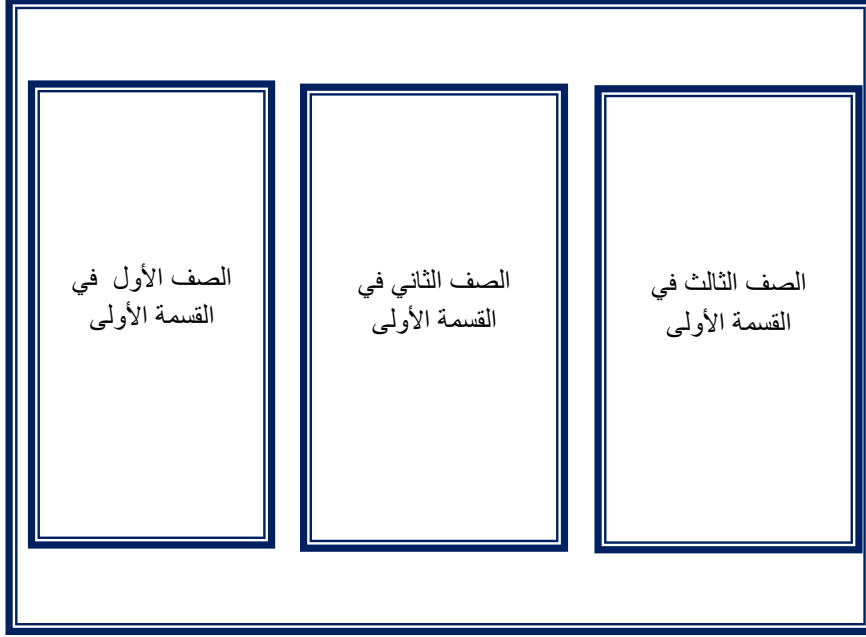 الصف الثالث في
القسمة الأولى
الصف الثاني في
القسمة الأولى
الصف الأول في
القسمة الأولى